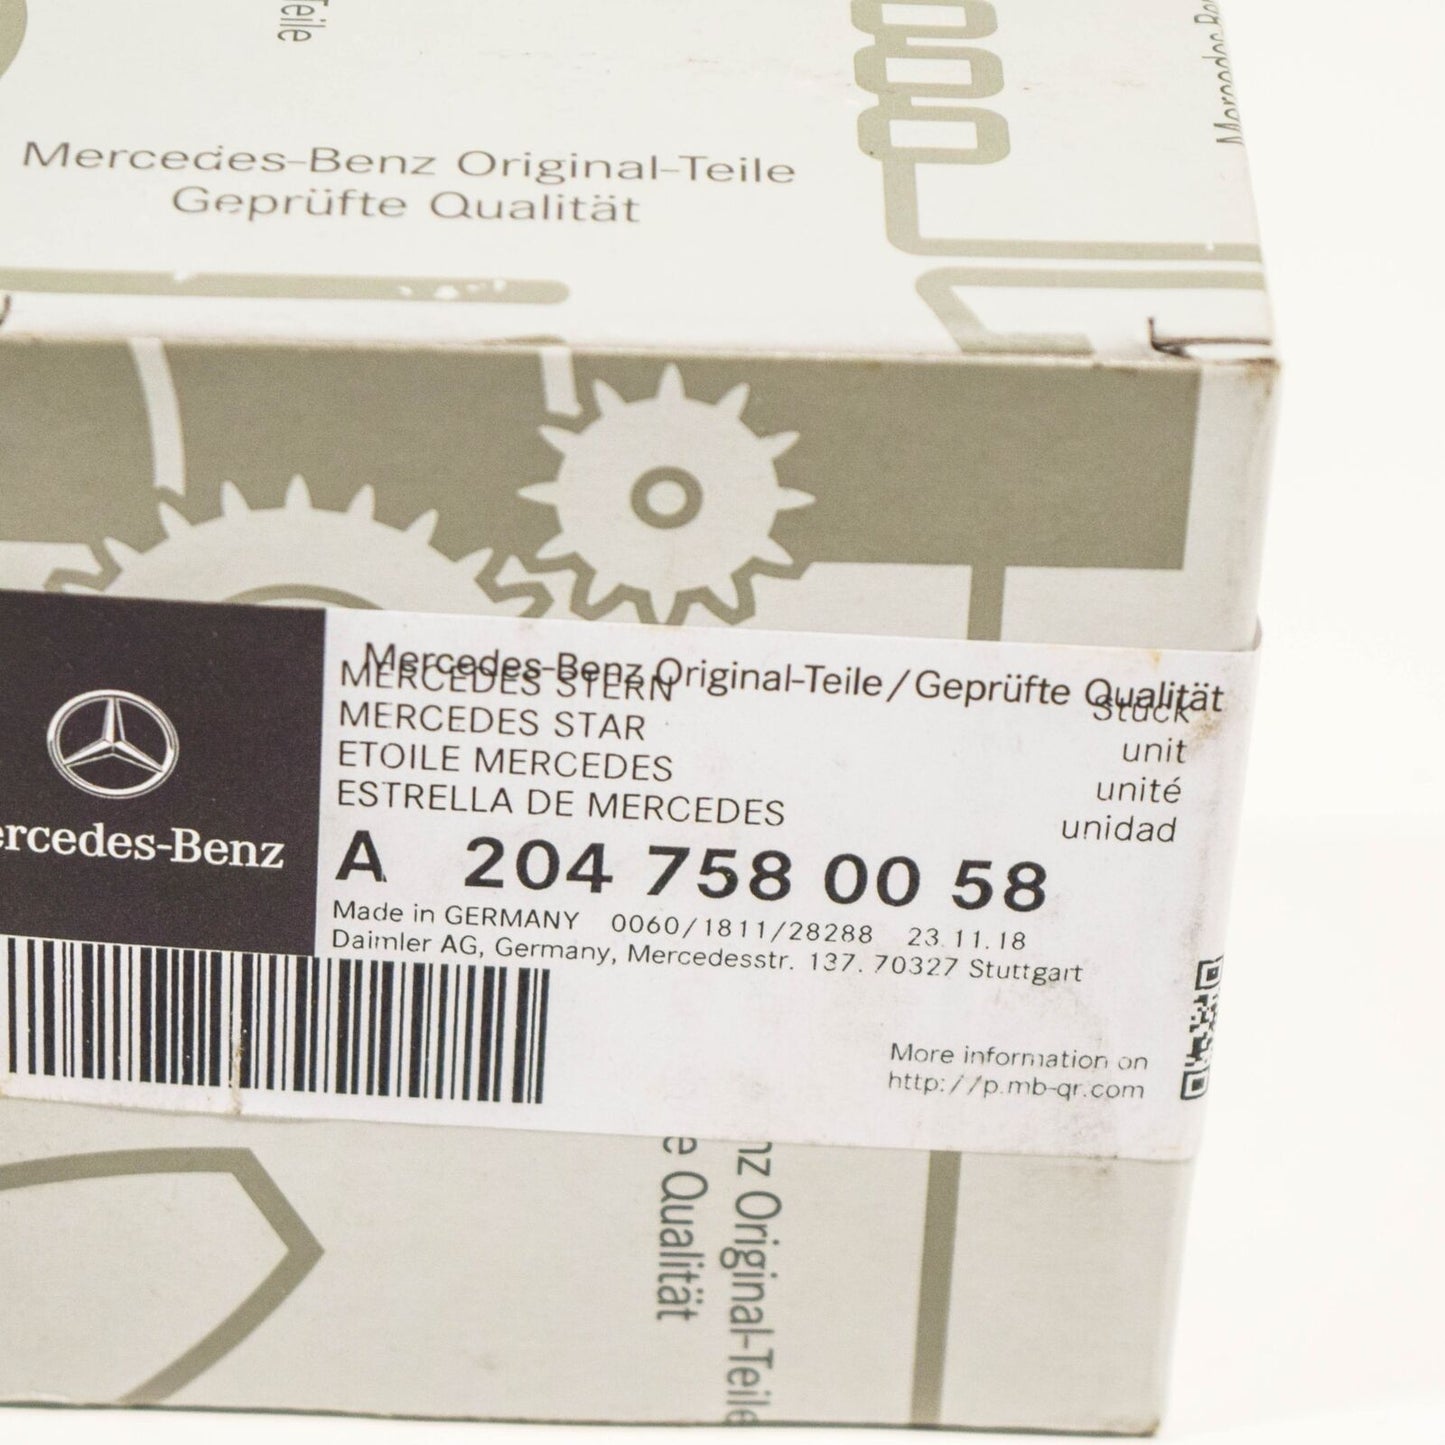 Teile
Mercedes-Benz Original-Teile
Geprüfte Qualität
Mercedes-Benz Original-Teile/Geprüfte Qualität
MERCEDES STERN
MERCEDES STAR
ETOILE MERCEDES
ESTRELLA DE MERCEDES
Stück
unit
unité
unidad
ercedes-Benz
A 204 758 00 58
Made in GERMANY 0060/1811/28288 23.11.18
Daimler AG, Germany, Mercedesstr. 137. 70327 Stuttgart
More information on
http://p.mb-qr.com
nz Original-Teile
e Qualität